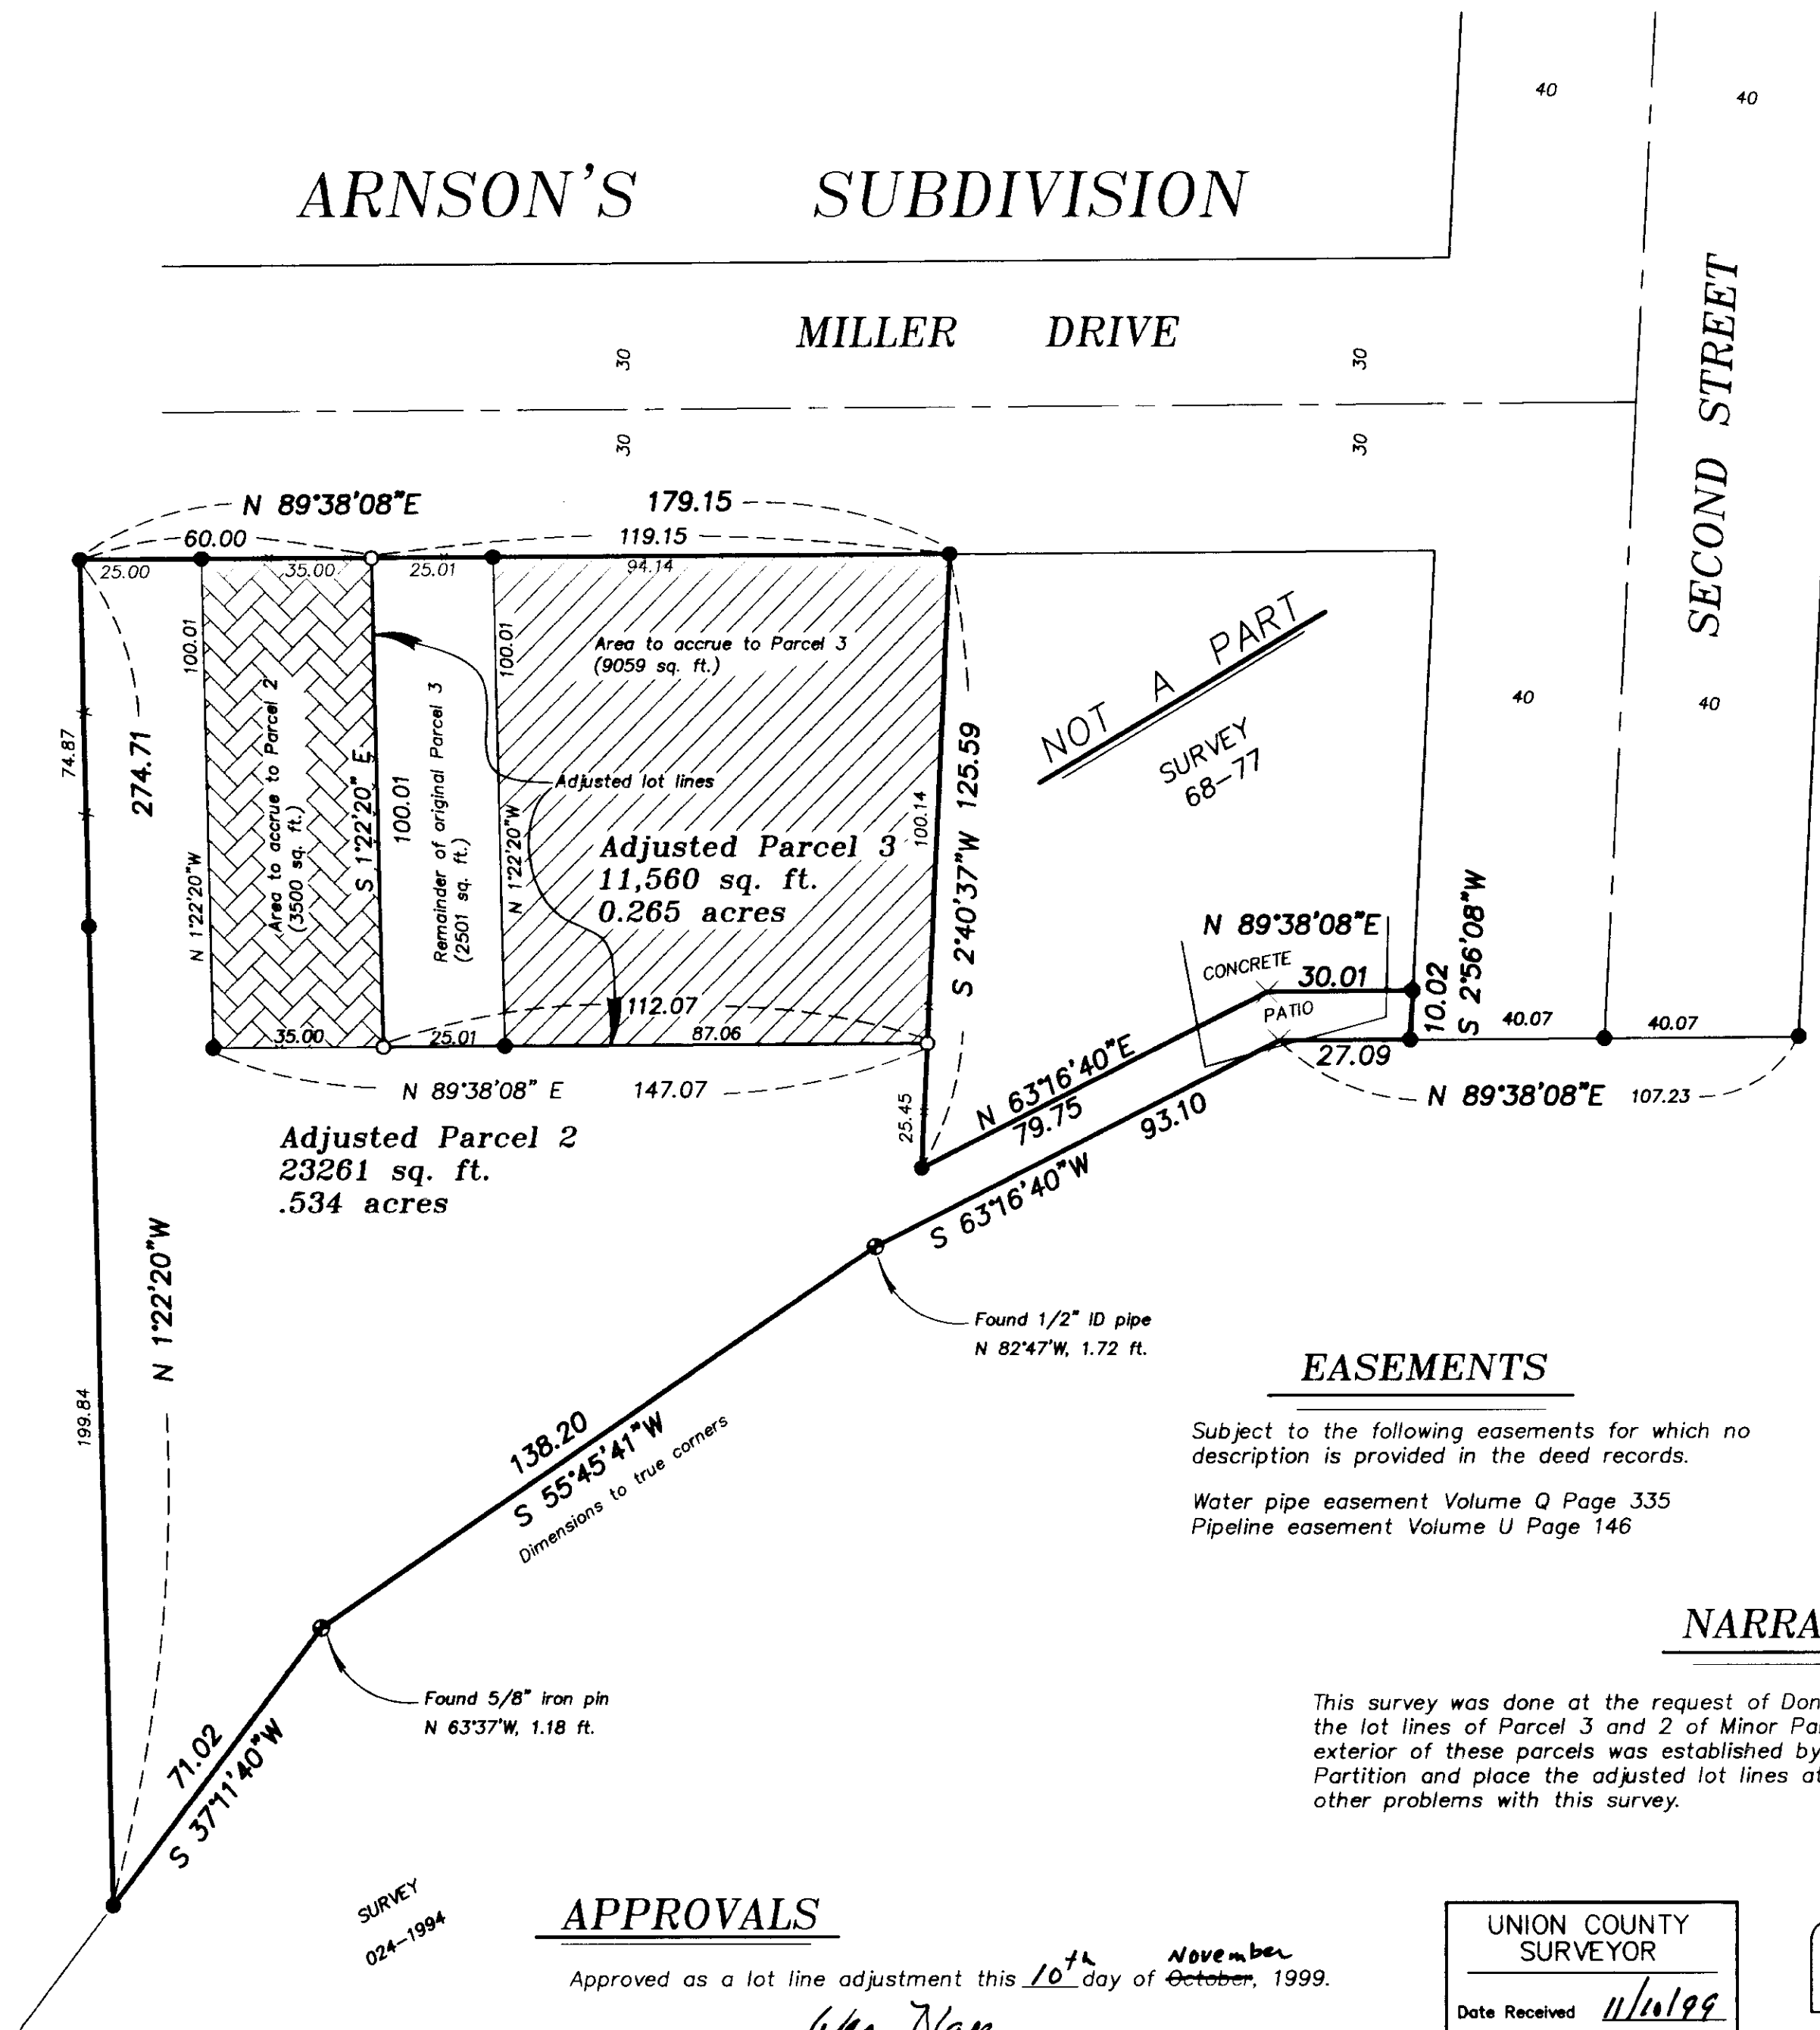 40
40
ARNSON'S SUBDIVISION
MILLER DRIVE
30
30
30
30
SECOND STREET
N 89°38'08"E 179.15
60.00
119.15
25.00
35.00
25.01
94.14
100.01
100.01
Area to accrue to Parcel 3
(9059 sq. ft.)
NOT A PART
SURVEY
68-77
40
40
74.87
274.71
Area to accrue to Parcel 2
(3500 sq. ft.)
S 1°22'20" E
100.01
Remainder of original Parcel 3
(2501 sq. ft.)
Adjusted lot lines
N 1°22'20"W
N 1°22'20"W
Adjusted Parcel 3
11,560 sq. ft.
0.265 acres
100.14
S 2°40'37"W 125.59
N 89°38'08"E
CONCRETE
30.01
PATIO
10.02
S 2°56'08"W
40.07
40.07
112.07
35.00
25.01
87.06
27.09
N 89°38'08" E 147.07
N 89°38'08"E 107.23
25.45
N 63°16'40"E
79.75
93.10
S 63°16'40"W
Adjusted Parcel 2
23261 sq. ft.
.534 acres
N 1°22'20"W
199.84
Found 1/2" ID pipe
N 82°47'W, 1.72 ft.
138.20
S 55°45'41"W
Dimensions to true corners
EASEMENTS
Subject to the following easements for which no
description is provided in the deed records.
Water pipe easement Volume Q Page 335
Pipeline easement Volume U Page 146
Found 5/8" iron pin
N 63°37'W, 1.18 ft.
71.02
S 37°11'40"W
NARRA
This survey was done at the request of Don
the lot lines of Parcel 3 and 2 of Minor Pa
exterior of these parcels was established by
Partition and place the adjusted lot lines at
other problems with this survey.
SURVEY
024-1994
APPROVALS
Approved as a lot line adjustment this 10th day of October, November 1999.
UNION COUNTY
SURVEYOR
Date Received 11/10/99